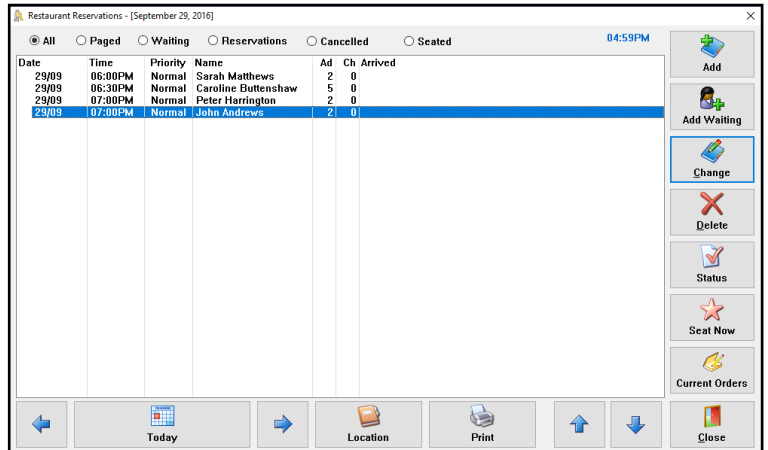 Restaurant Reservations - [September 29, 2016]
All Paged Waiting Reservations Cancelled Seated 04:59PM
Date Time Priority Name Ad Ch Arrived
29/09 06:00PM Normal Sarah Matthews 2 0
29/09 06:30PM Normal Caroline Buttenshaw 5 0
29/09 07:00PM Normal Peter Harrington 2 0
29/09 07:00PM Normal John Andrews 2 0
Add
Add Waiting
Change
Delete
Status
Seat Now
Current Orders
Today Location Print Close